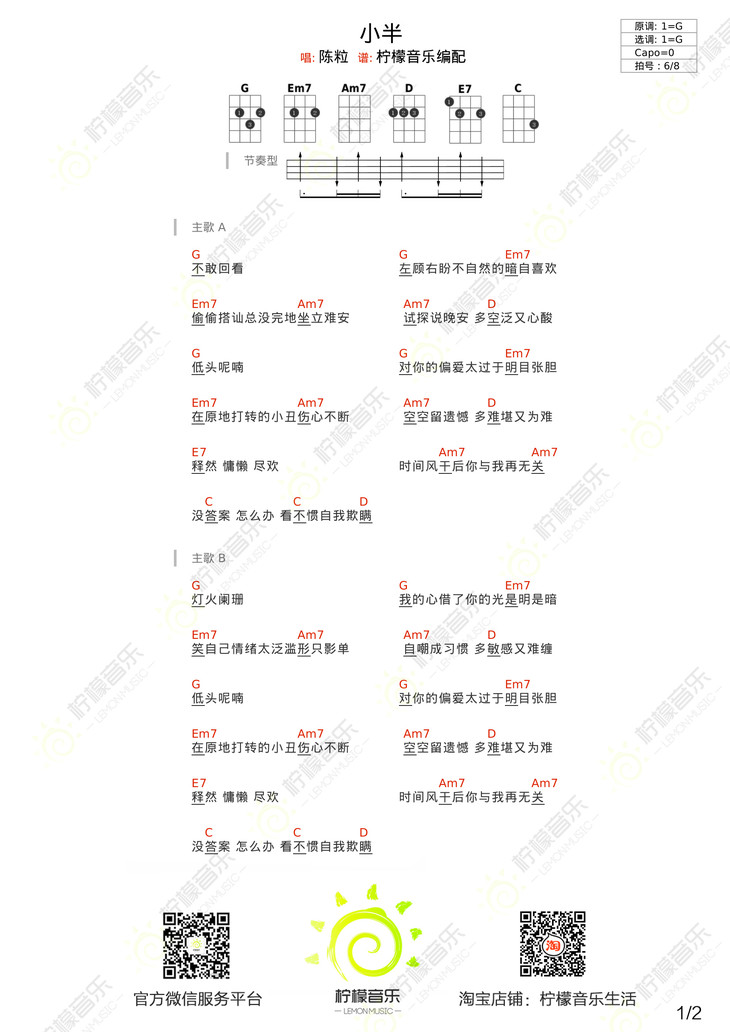 小半
唱: 陈粒 谱: 柠檬音乐编配
原调: 1=G
选调: 1=G
Capo=0
拍号：6/8
G Em7 Am7 D E7 C
节奏型
主歌 A
G G Em7
不敢回看 左顾右盼不自然的暗自喜欢
Em7 Am7 Am7 D
偷偷搭讪总没完地坐立难安 试探说晚安 多空泛又心酸
G G Em7
低头呢喃 对你的偏爱太过于明目张胆
Em7 Am7 Am7 D
在原地打转的小丑伤心不断 空空留遗憾 多难堪又为难
E7 Am7 Am7
释然 慵懒 尽欢 时间风干后你与我再无关
C C D
没答案 怎么办 看不惯自我欺瞒
主歌 B
G G Em7
灯火阑珊 我的心借了你的光是明是暗
Em7 Am7 Am7 D
笑自己情绪太泛滥形只影单 自嘲成习惯 多敏感又难缠
G G Em7
低头呢喃 对你的偏爱太过于明目张胆
Em7 Am7 Am7 D
在原地打转的小丑伤心不断 空空留遗憾 多难堪又为难
E7 Am7 Am7
释然 慵懒 尽欢 时间风干后你与我再无关
C C D
没答案 怎么办 看不惯自我欺瞒
淘
官方微信服务平台 柠檬音乐 淘宝店铺：柠檬音乐生活
LEMON MUSIC
1/2